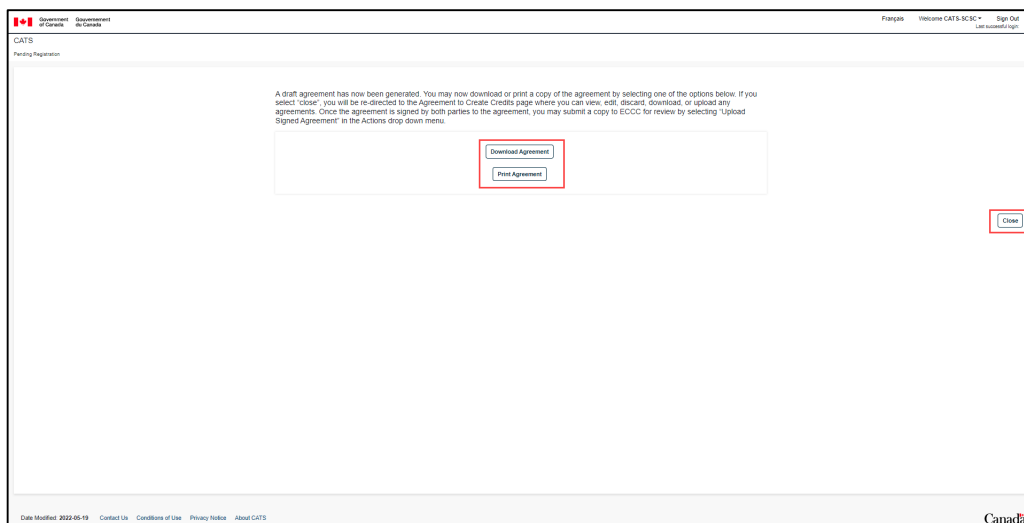 Government of Canada
Gouvernement du Canada
Français Welcome CATS-SCSC Sign Out
Last successful login:
CATS
Pending Registration
A draft agreement has now been generated. You may now download or print a copy of the agreement by selecting one of the options below. If you
select "close", you will be re-directed to the Agreement to Create Credits page where you can view, edit, discard, download, or upload any
agreements. Once the agreement is signed by both parties to the agreement, you may submit a copy to ECCC for review by selecting "Upload
Signed Agreement" in the Actions drop down menu.
Download Agreement
Print Agreement
Close
Date Modified: 2022-05-19 Contact Us Conditions of Use Privacy Notice About CATS
Canada